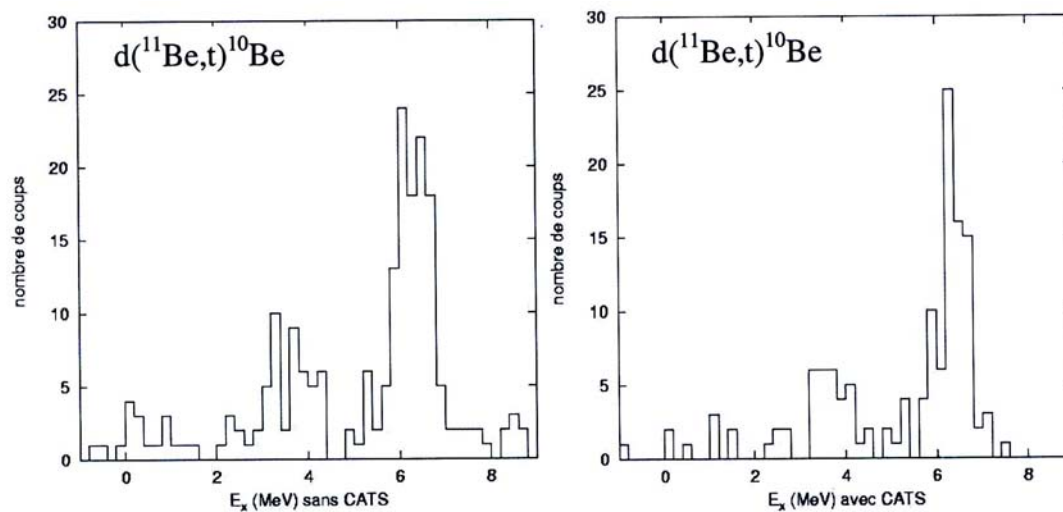 30
25
20
15
10
5
0
nombre de coups
d(¹¹Be,t)¹⁰Be
0 2 4 6 8
Eₓ (MeV) sans CATS
30
25
20
15
10
5
0
nombre de coups
d(¹¹Be,t)¹⁰Be
0 2 4 6 8
Eₓ (MeV) avec CATS